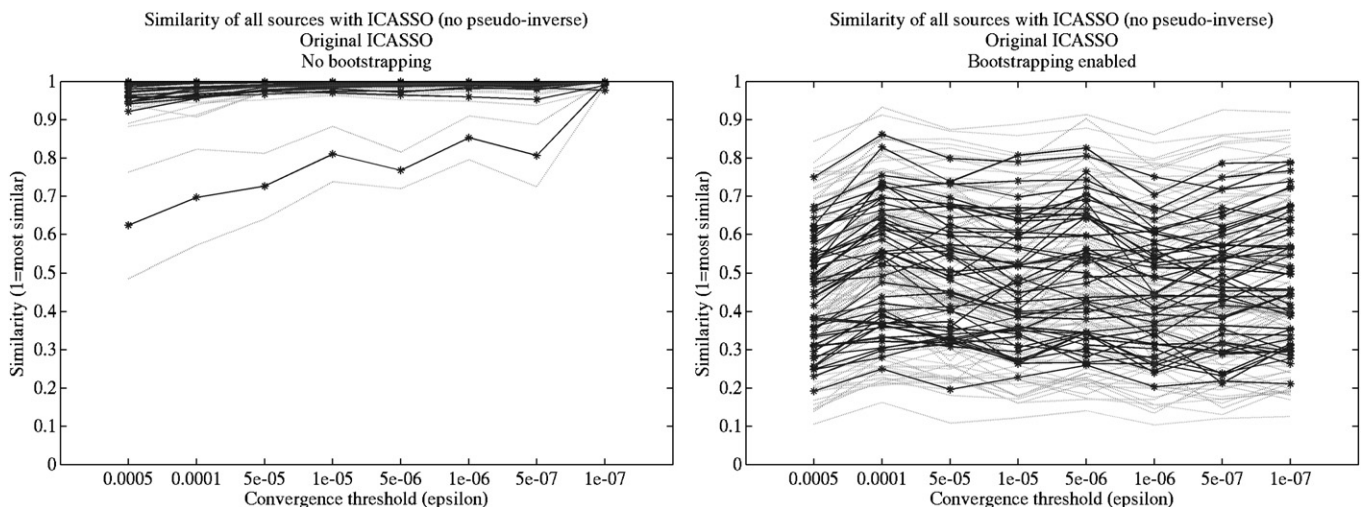 Similarity of all sources with ICASSO (no pseudo-inverse)
Original ICASSO
No bootstrapping
Similarity (1=most similar)
1
0.9
0.8
0.7
0.6
0.5
0.4
0.3
0.2
0.1
0
0.0005 0.0001 5e-05 1e-05 5e-06 1e-06 5e-07 1e-07
Convergence threshold (epsilon)
Similarity of all sources with ICASSO (no pseudo-inverse)
Original ICASSO
Bootstrapping enabled
Similarity (1=most similar)
1
0.9
0.8
0.7
0.6
0.5
0.4
0.3
0.2
0.1
0
0.0005 0.0001 5e-05 1e-05 5e-06 1e-06 5e-07 1e-07
Convergence threshold (epsilon)